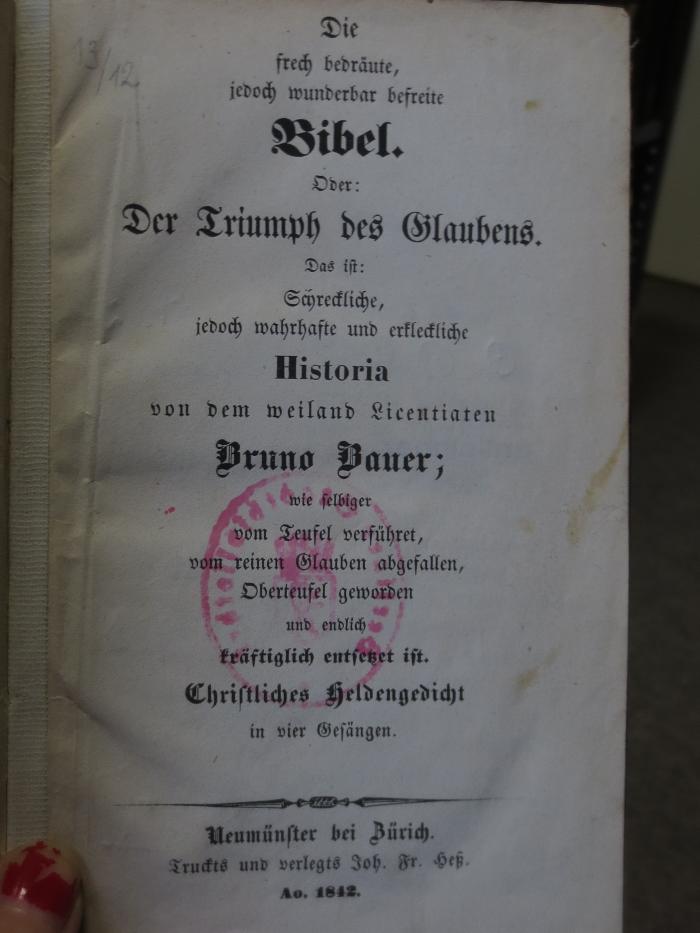 13/12
Die
frech bedräute,
jedoch wunderbar befreite
Bibel.
Oder:
Der Triumph des Glaubens.
Das ist:
Schreckliche,
jedoch wahrhafte und erkleckliche
Historia
von dem weiland Licentiaten
Bruno Bauer;
wie selbiger
vom Teufel verführet,
vom reinen Glauben abgefallen,
Oberteufel geworden
und endlich
kräftiglich entsetzet ist.
Christliches Heldengedicht
in vier Gesängen.
Neumünster bei Zürich.
Truckts und verlegts Joh. Fr. Heß.
Ao. 1842.